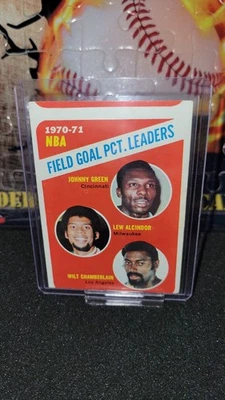 1970-71
NBA
FIELD GOAL PCT. LEADERS
JOHNNY GREEN
Cincinnati
LEW ALCINDOR
Milwaukee
WILT CHAMBERLAIN
Los Angeles